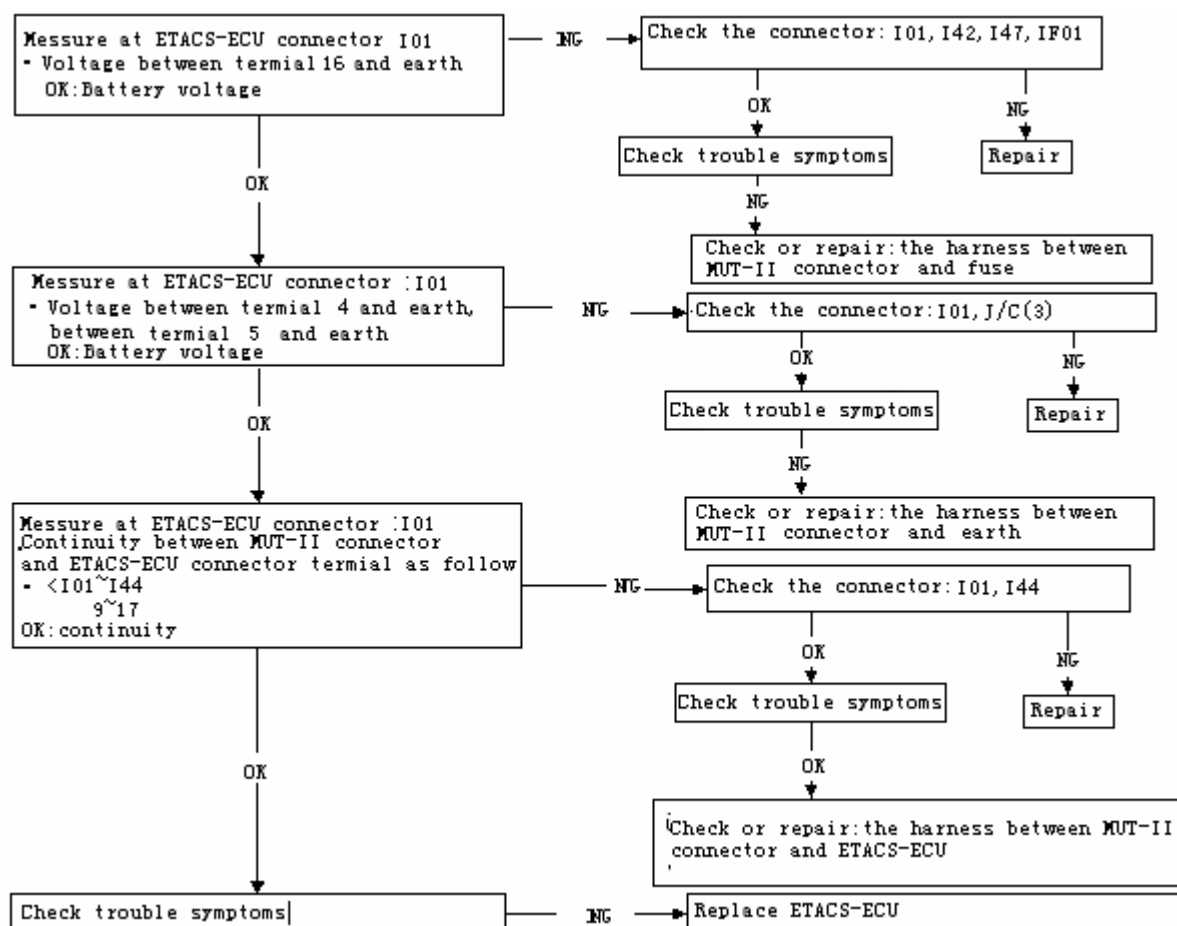 Messure at ETACS-ECU connector I01
- Voltage between termial 16 and earth
OK:Battery voltage
NG
Check the connector: I01, I42, I47, IF01
OK
NG
Check trouble symptoms
Repair
OK
NG
Check or repair:the harness between
MUT-II connector and fuse
Messure at ETACS-ECU connector :I01
- Voltage between termial 4 and earth,
between termial 5 and earth
OK:Battery voltage
NG
Check the connector:I01, J/C(3)
OK
NG
Check trouble symptoms
Repair
OK
NG
Check or repair:the harness between
MUT-II connector and earth
Messure at ETACS-ECU connector :I01
Continuity between MUT-II connector
and ETACS-ECU connector termial as follow
- <I01~I44
9~17
OK:continuity
NG
Check the connector: I01, I44
OK
NG
Check trouble symptoms
Repair
OK
OK
Check or repair:the harness between MUT-II
connector and ETACS-ECU
Check trouble symptoms
NG
Replace ETACS-ECU